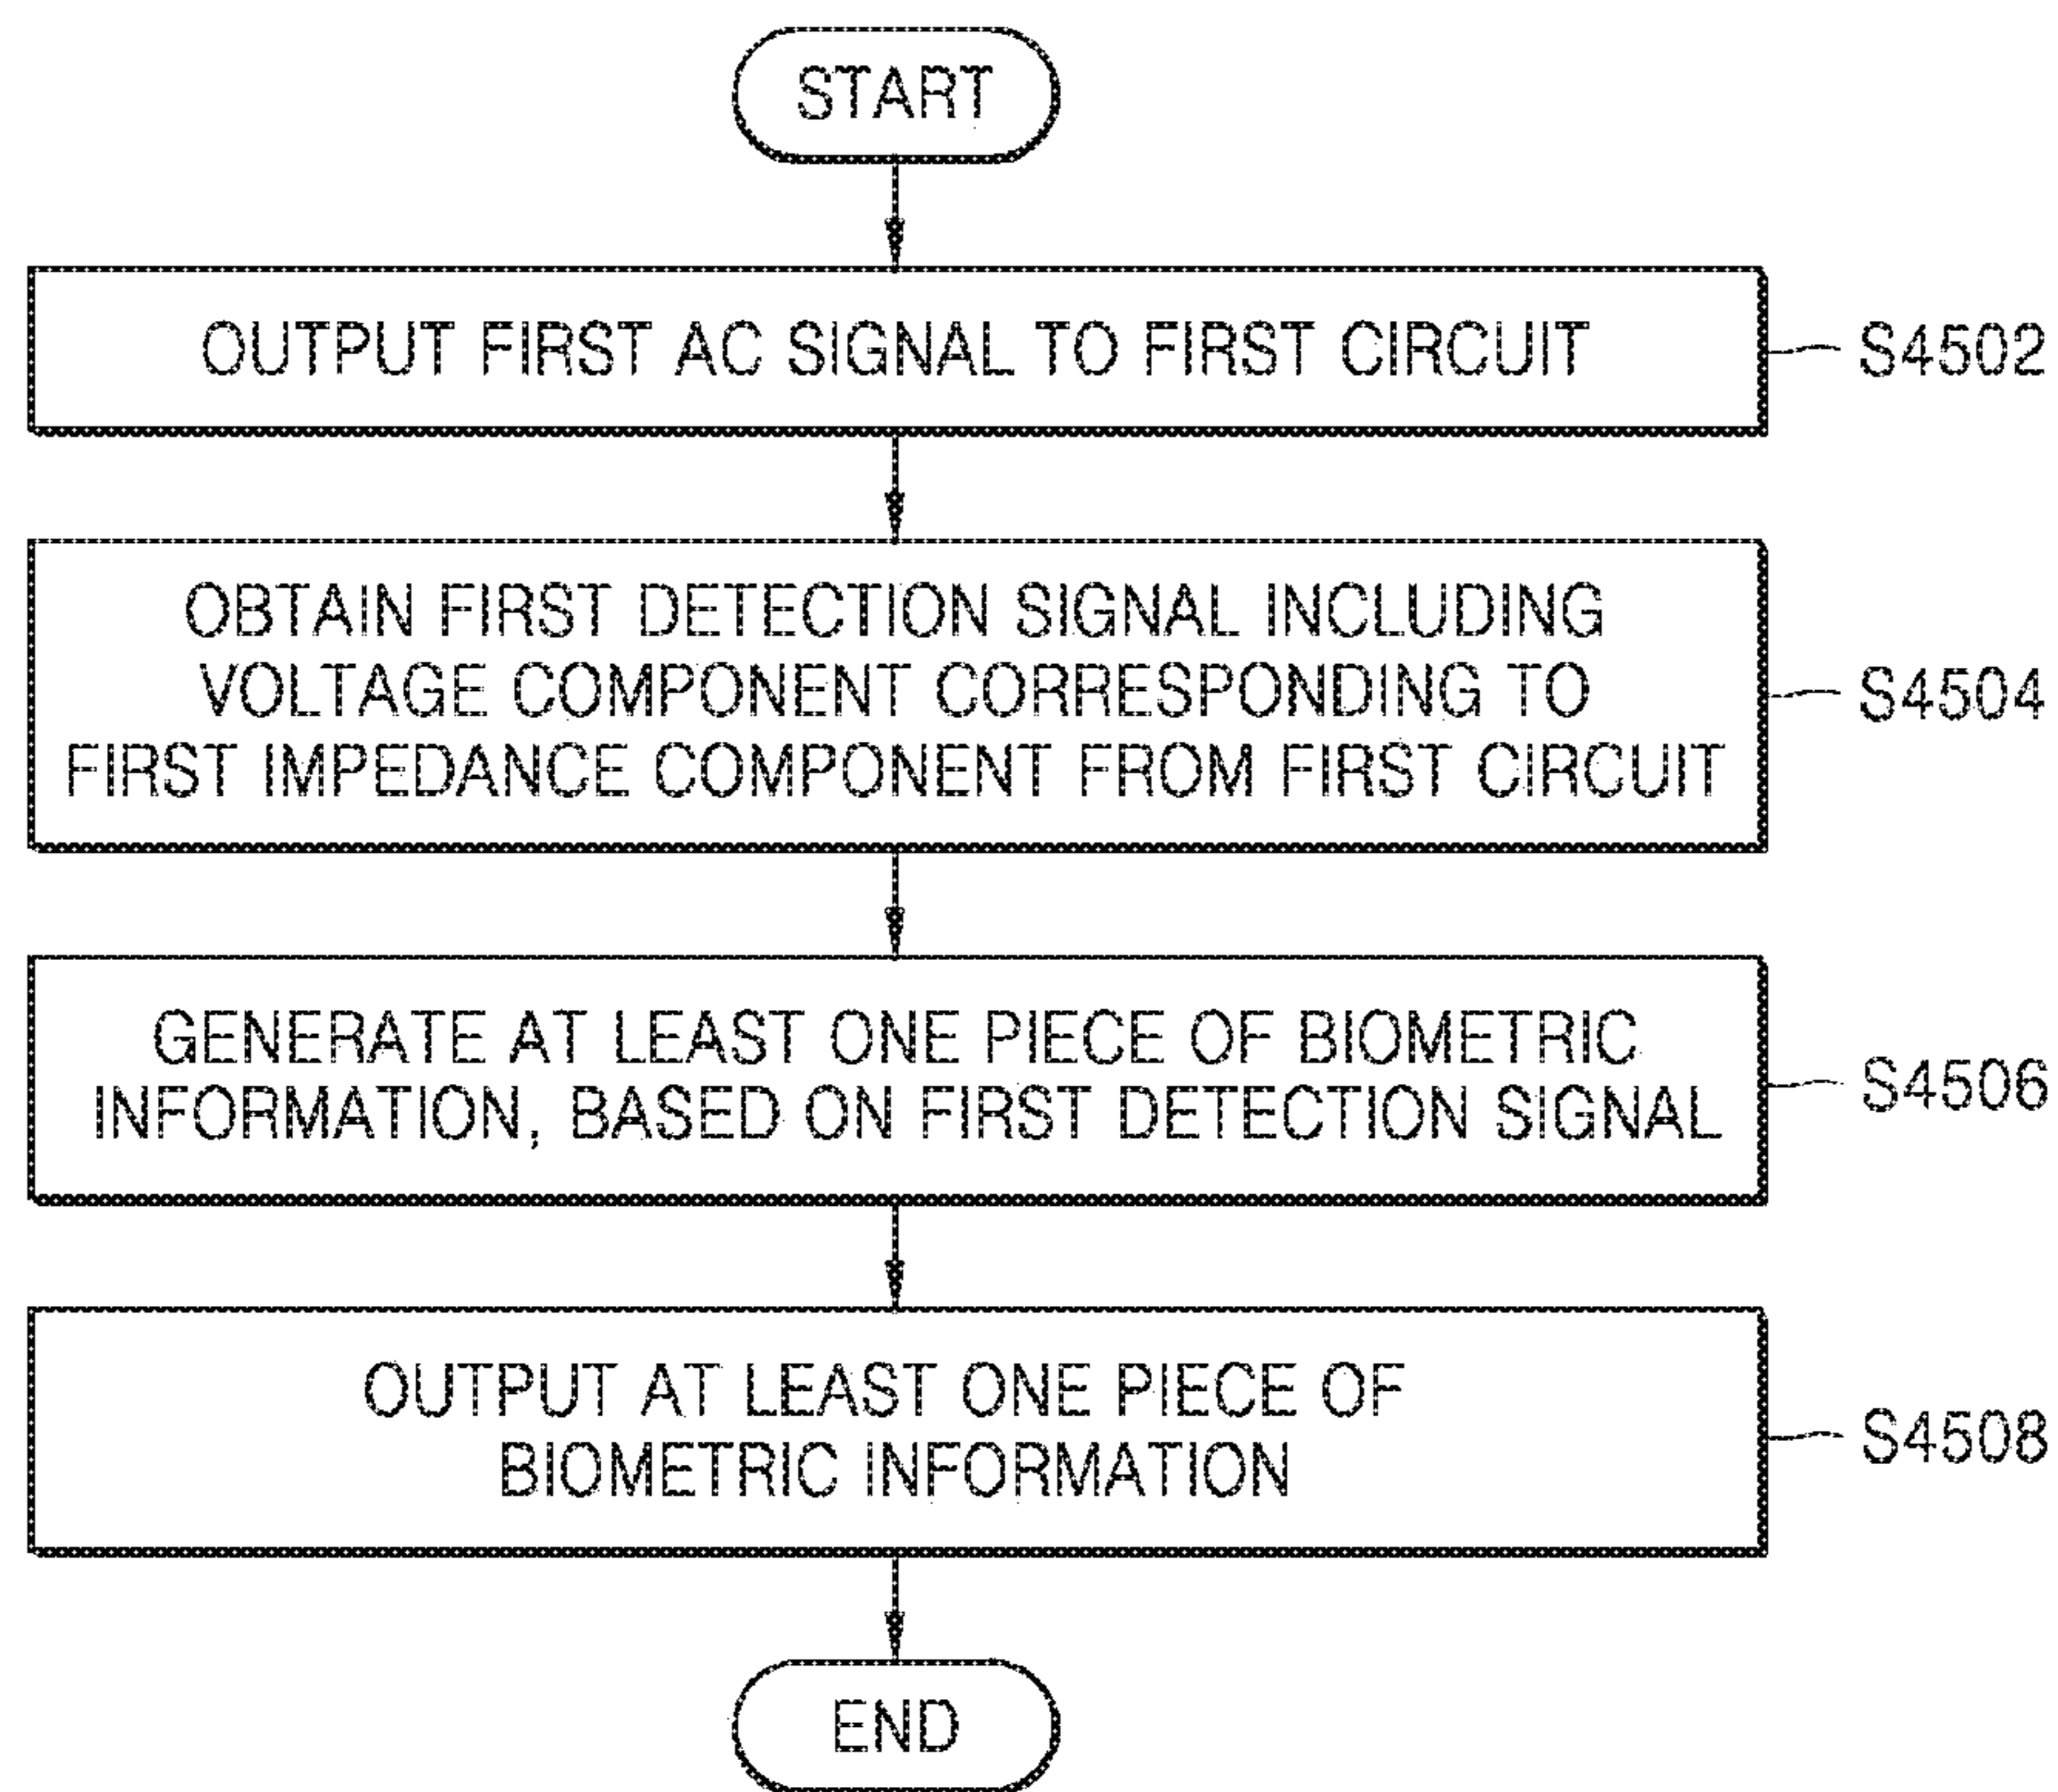 START
OUTPUT FIRST AC SIGNAL TO FIRST CIRCUIT
S4502
OBTAIN FIRST DETECTION SIGNAL INCLUDING
VOLTAGE COMPONENT CORRESPONDING TO
FIRST IMPEDANCE COMPONENT FROM FIRST CIRCUIT
S4504
GENERATE AT LEAST ONE PIECE OF BIOMETRIC
INFORMATION, BASED ON FIRST DETECTION SIGNAL
S4506
OUTPUT AT LEAST ONE PIECE OF
BIOMETRIC INFORMATION
S4508
END